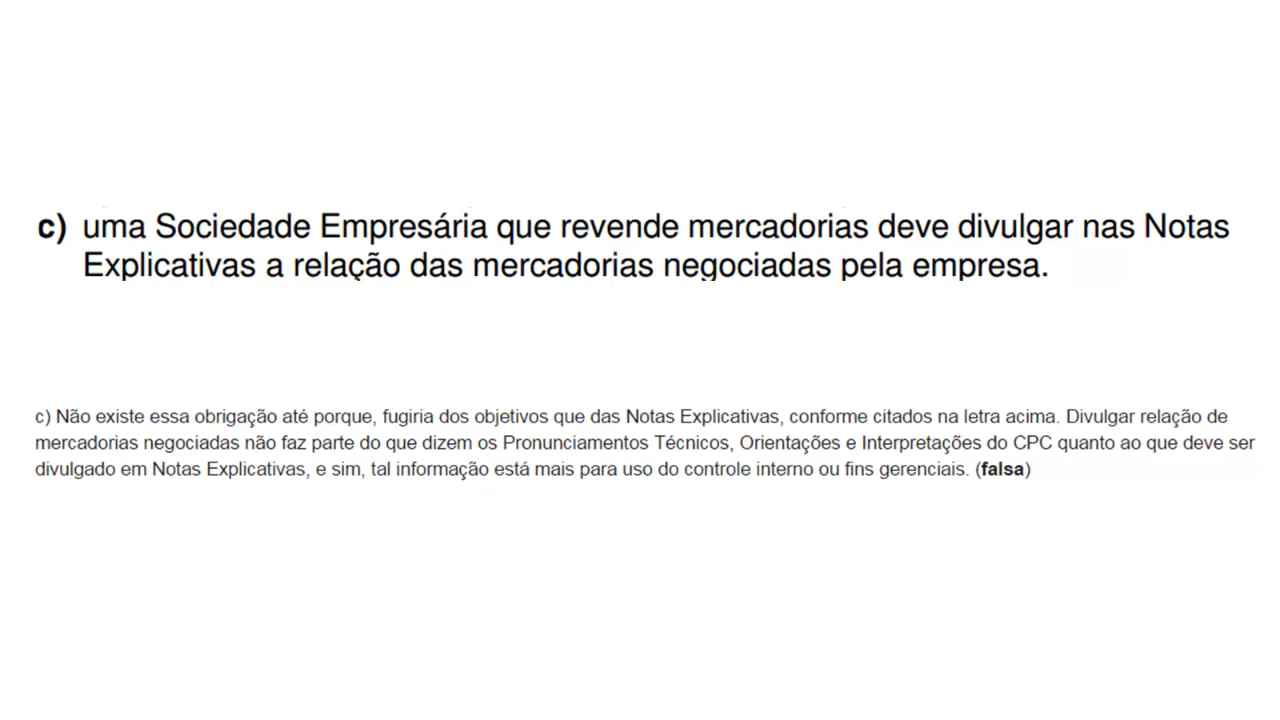 c) uma Sociedade Empresária que revende mercadorias deve divulgar nas Notas
Explicativas a relação das mercadorias negociadas pela empresa.
c) Não existe essa obrigação até porque, fugiria dos objetivos que das Notas Explicativas, conforme citados na letra acima. Divulgar relação de
mercadorias negociadas não faz parte do que dizem os Pronunciamentos Técnicos, Orientações e Interpretações do CPC quanto ao que deve ser
divulgado em Notas Explicativas, e sim, tal informação está mais para uso do controle interno ou fins gerenciais. (falsa)